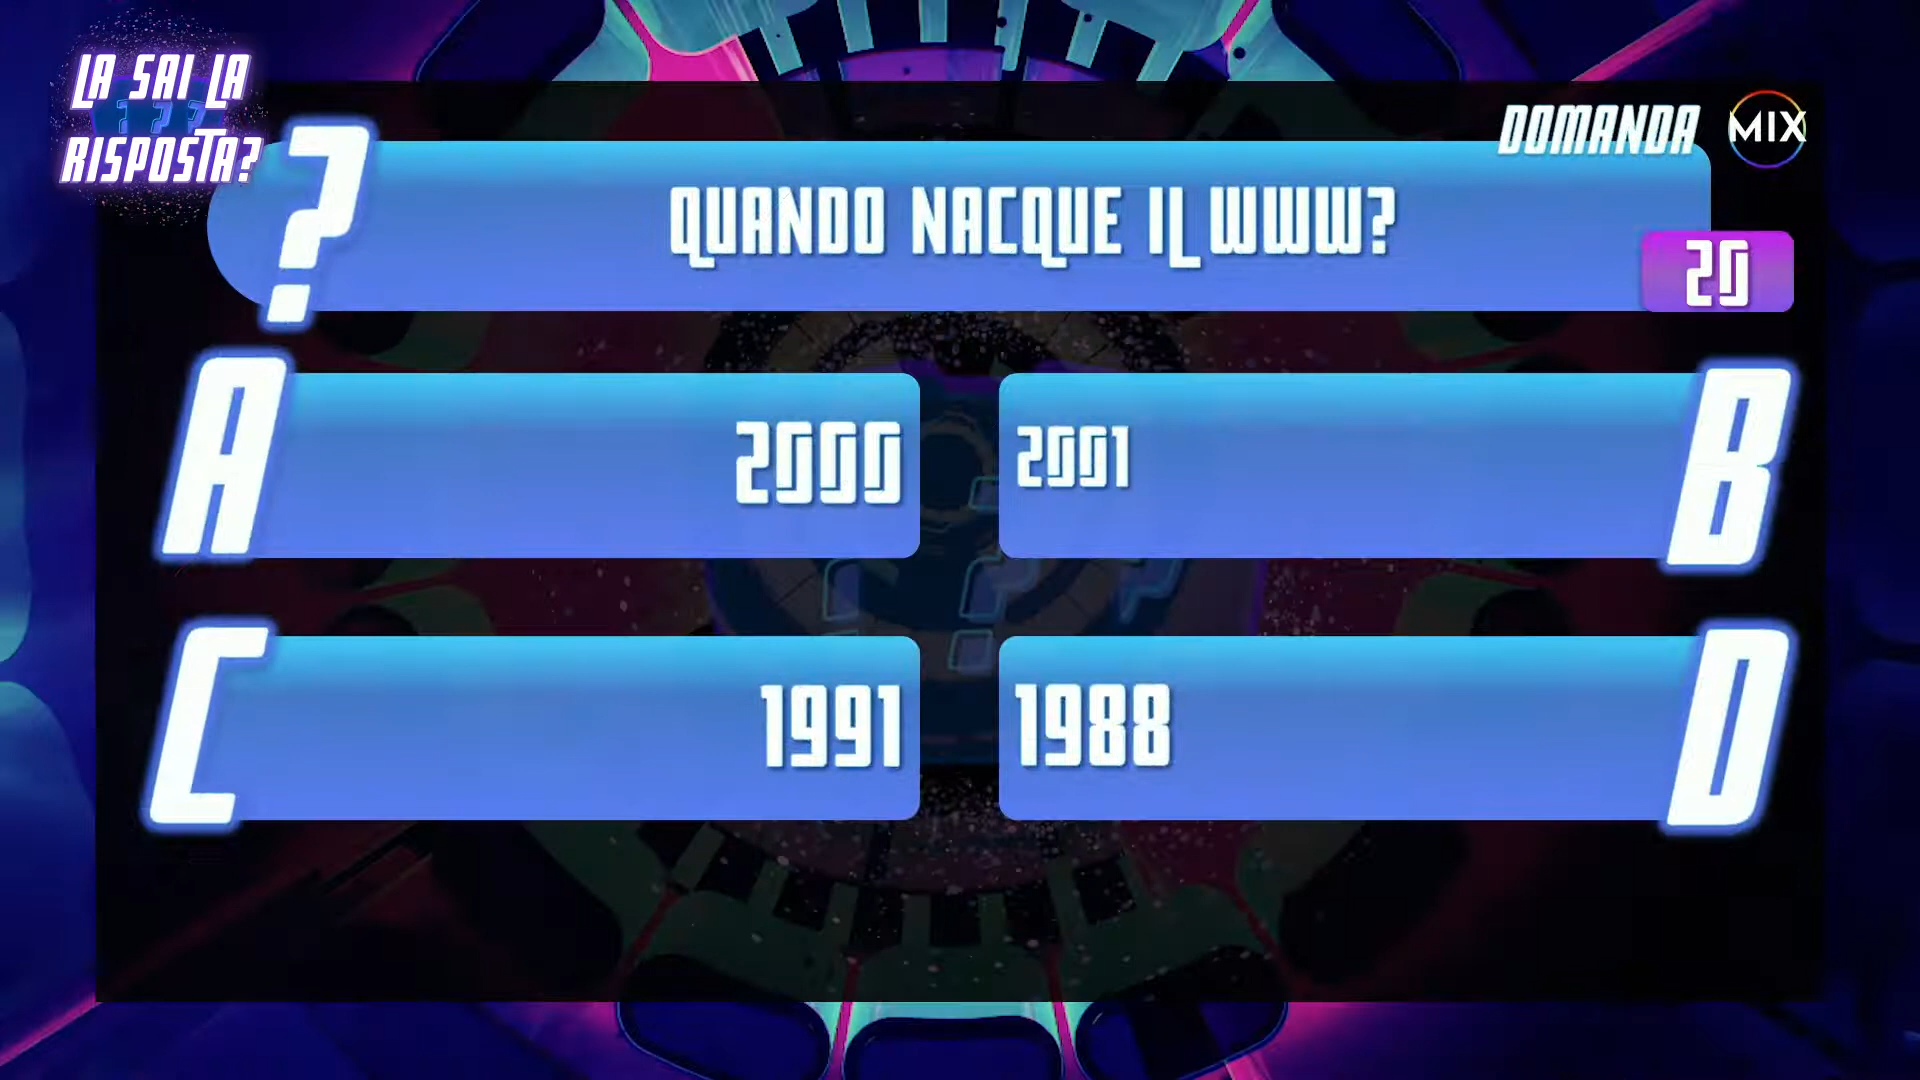 LA SAI LA
RISPOSTA?
DOMANDA MIX
?
QUANDO NACQUE IL WWW?
20
A
2000
2001
B
C
1991
1988
D